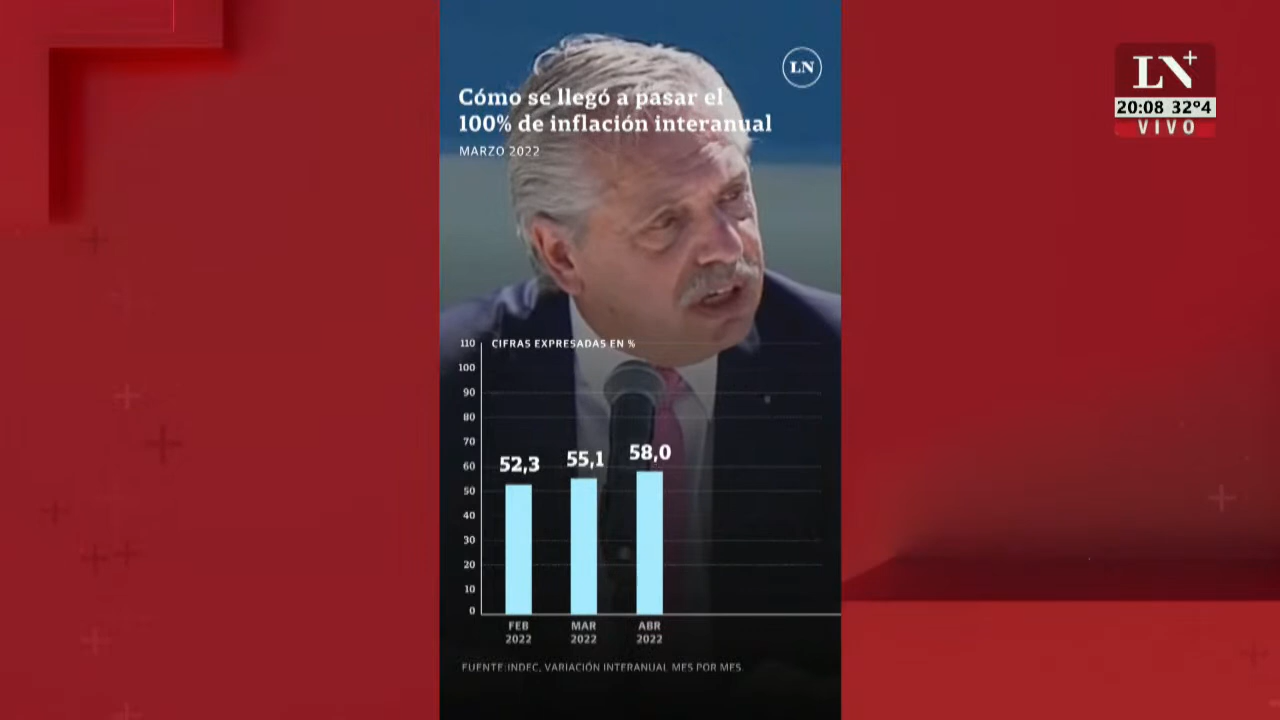 LN
Cómo se llegó a pasar el
100% de inflación interanual
MARZO 2022
LN+
20:08 32º4
VIVO
CIFRAS EXPRESADAS EN %
110
100
90
80
70
60
50
40
30
20
10
0
52,3
55,1
58,0
FEB
2022
MAR
2022
ABR
2022
FUENTE:INDEC, VARIACIÓN INTERANUAL MES POR MES.